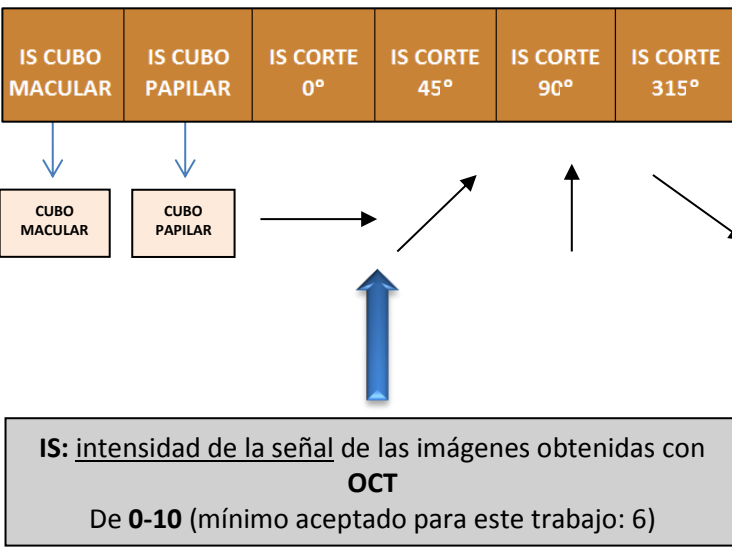 IS CUBO MACULAR
IS CUBO PAPILAR
IS CORTE 0°
IS CORTE 45°
IS CORTE 90°
IS CORTE 315°
CUBO MACULAR
CUBO PAPILAR
IS: intensidad de la señal de las imágenes obtenidas con
OCT
De 0-10 (mínimo aceptado para este trabajo: 6)